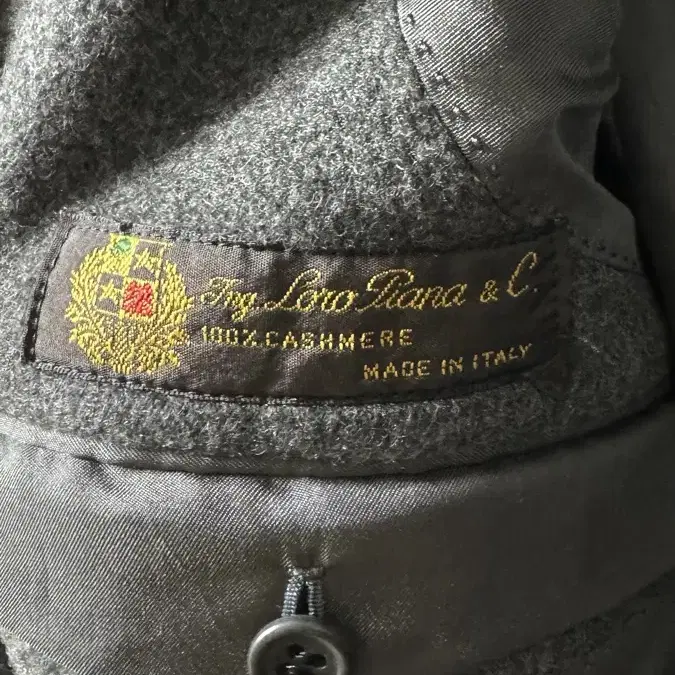 Ing. Loro Piana & C.
100% CASHMERE
MADE IN ITALY